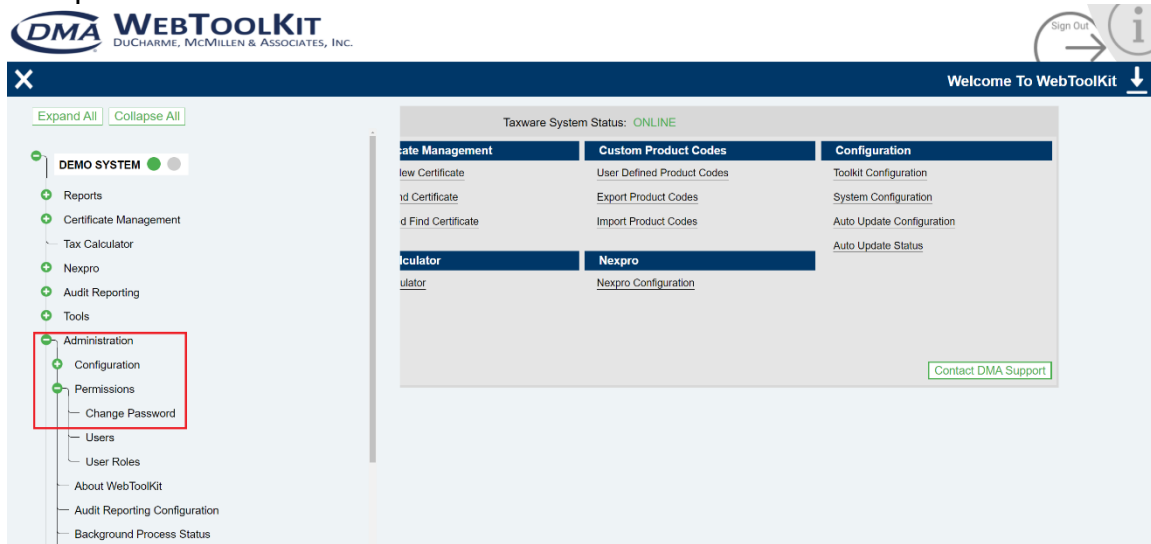 DMA WEBTOOLKIT
DUCHARME, MCMILLEN & ASSOCIATES, INC.
Sign Out
i
X
Welcome To WebToolKit
Expand All Collapse All
Taxware System Status: ONLINE
DEMO SYSTEM
Reports
Certificate Management
Tax Calculator
Nexpro
Audit Reporting
Tools
Administration
Configuration
Permissions
Change Password
Users
User Roles
About WebToolKit
Audit Reporting Configuration
Background Process Status
cate Management
New Certificate
nd Certificate
d Find Certificate
lculator
ulator
Custom Product Codes
User Defined Product Codes
Export Product Codes
Import Product Codes
Nexpro
Nexpro Configuration
Configuration
Toolkit Configuration
System Configuration
Auto Update Configuration
Auto Update Status
Contact DMA Support